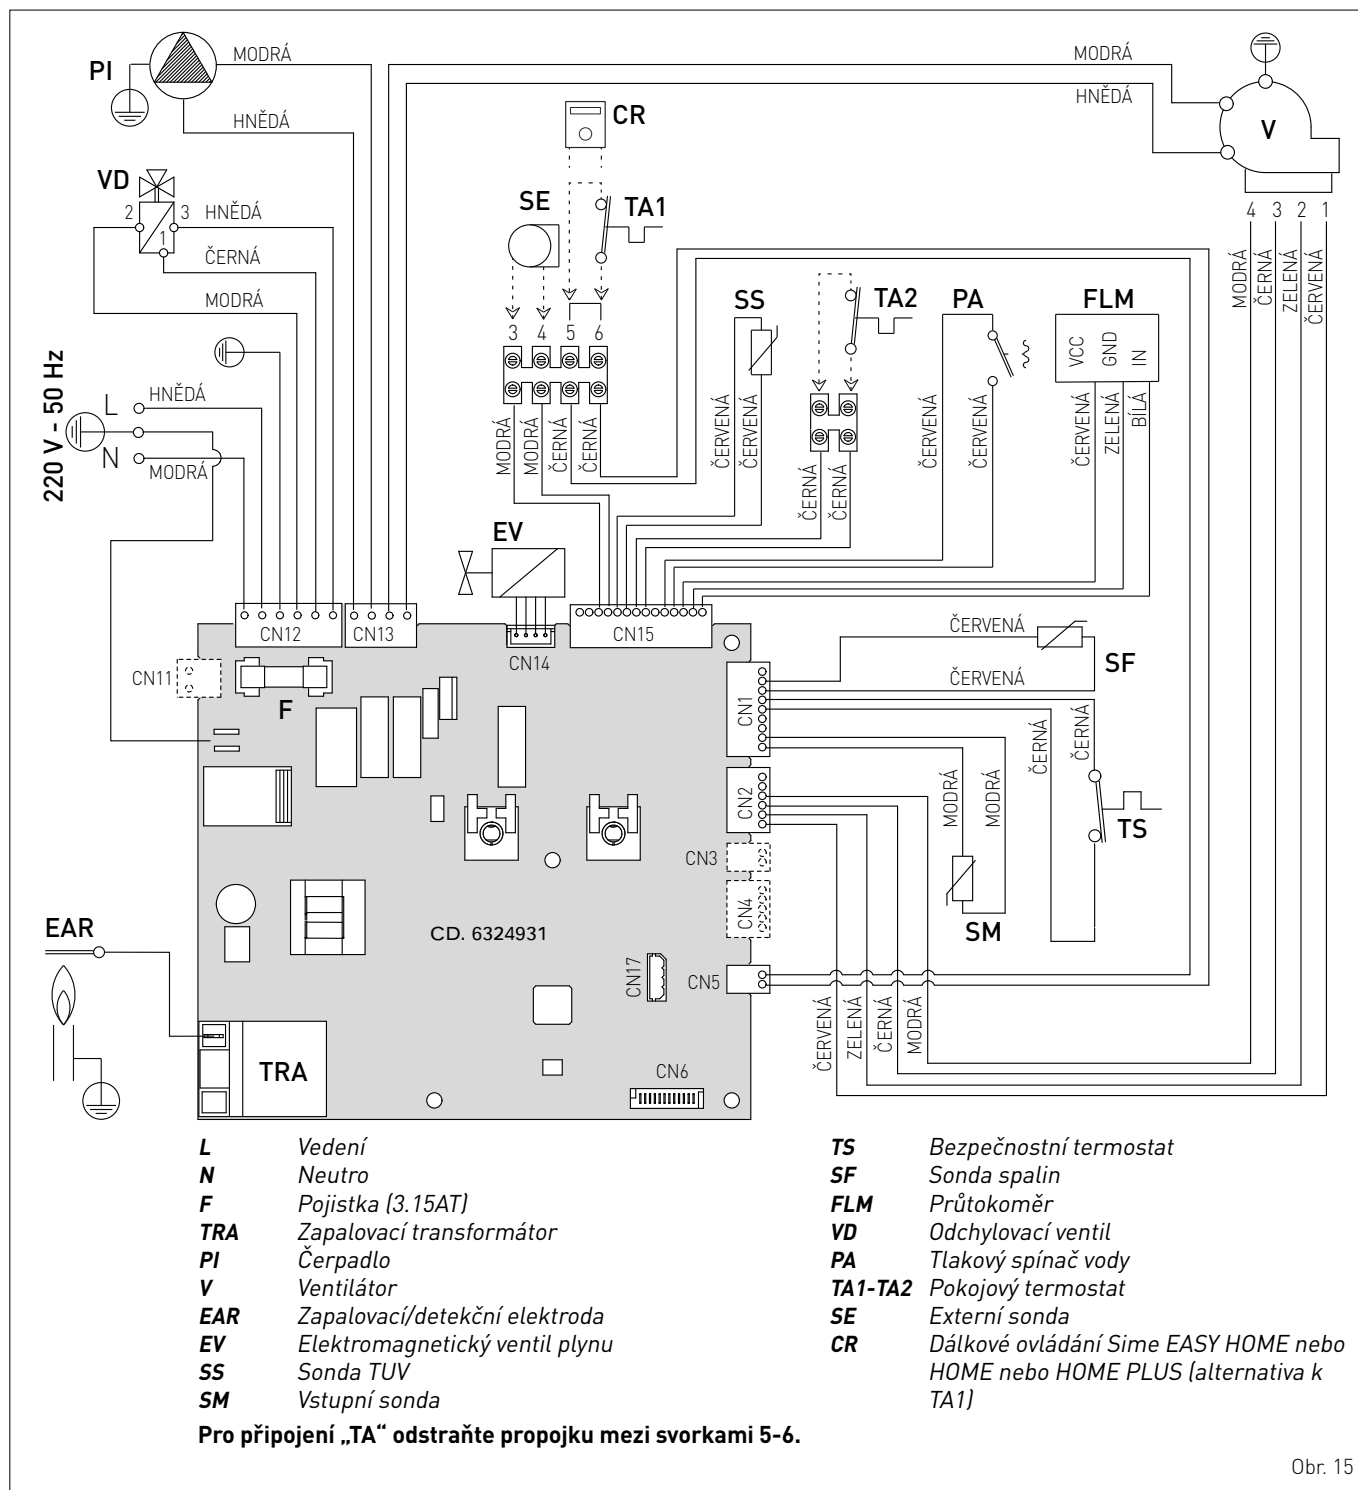 PI
MODRÁ
HNĚDÁ
MODRÁ
HNĚDÁ
V
4 3 2 1
MODRÁ
ČERNÁ
ZELENÁ
ČERVENÁ
CR
VD
2
3
1
HNĚDÁ
ČERNÁ
MODRÁ
SE
TA1
3 4 5 6
MODRÁ
MODRÁ
ČERNÁ
ČERNÁ
SS
ČERVENÁ
ČERVENÁ
TA2
ČERNÁ
ČERNÁ
PA
ČERVENÁ
ČERVENÁ
FLM
VCC
GND
IN
ČERVENÁ
ZELENÁ
BÍLÁ
220 V - 50 Hz
L
HNĚDÁ
N
MODRÁ
EV
CN12
CN13
CN14
CN15
CN11
F
ČERVENÁ
SF
ČERVENÁ
CN1
ČERNÁ
ČERNÁ
MODRÁ
MODRÁ
TS
CN2
CN3
CN4
SM
EAR
CD. 6324931
CN17
CN5
ČERVENÁ
ZELENÁ
ČERNÁ
MODRÁ
TRA
CN6
L Vedení
N Neutro
F Pojistka (3.15AT)
TRA Zapalovací transformátor
PI Čerpadlo
V Ventilátor
EAR Zapalovací/detekční elektroda
EV Elektromagnetický ventil plynu
SS Sonda TUV
SM Vstupní sonda
TS Bezpečnostní termostat
SF Sonda spalin
FLM Průtokoměr
VD Odchylovací ventil
PA Tlakový spínač vody
TA1-TA2 Pokojový termostat
SE Externí sonda
CR Dálkové ovládání Sime EASY HOME nebo
HOME nebo HOME PLUS (alternativa k
TA1)
Pro připojení „TA“ odstraňte propojku mezi svorkami 5-6.
Obr. 15